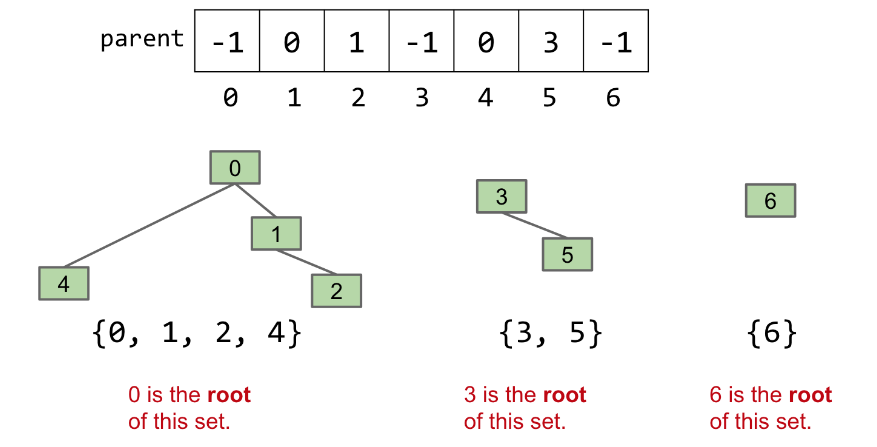 parent -1 0 1 -1 0 3 -1
0 1 2 3 4 5 6
0
3
6
1
5
4
2
{0, 1, 2, 4} {3, 5} {6}
0 is the root
of this set.
3 is the root
of this set.
6 is the root
of this set.